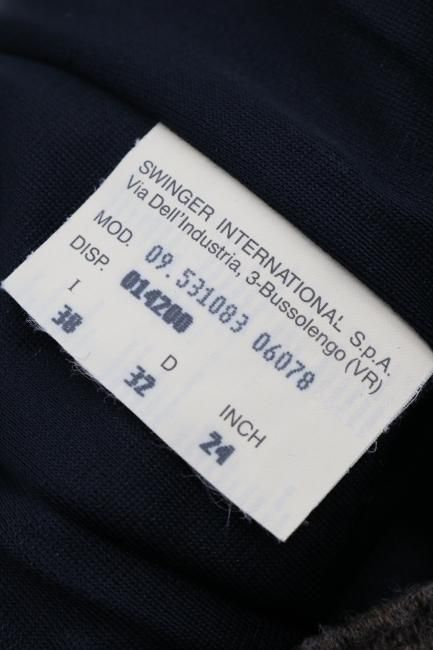 SWINGER INTERNATIONAL S.p.A.
Via Dell'Industria, 3-Bussolengo (VR)
MOD. 09.531083 06078
DISP. 014200
I D INCH
38 32 24